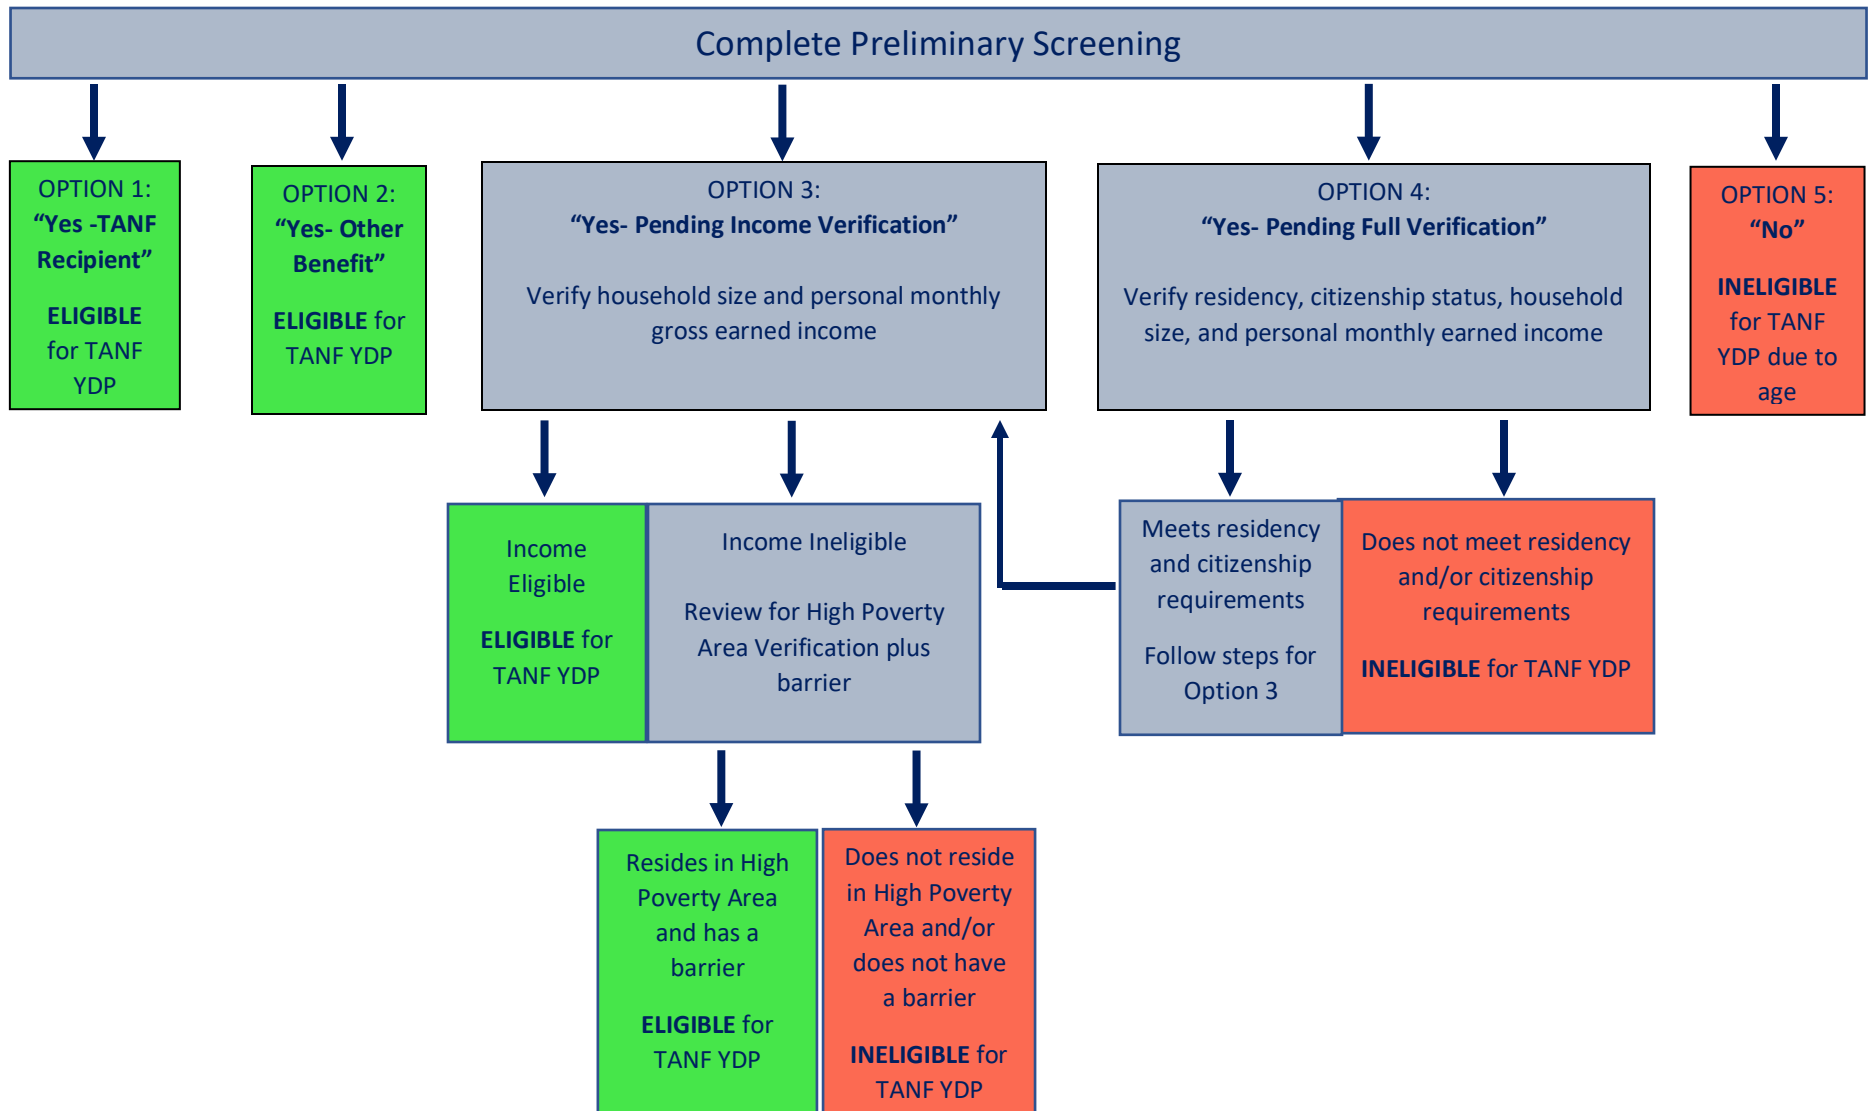 Complete Preliminary Screening
OPTION 1:
“Yes -TANF
Recipient”
ELIGIBLE
for TANF
YDP
OPTION 2:
“Yes- Other
Benefit”
ELIGIBLE for
TANF YDP
OPTION 3:
“Yes- Pending Income Verification”
Verify household size and personal monthly
gross earned income
OPTION 4:
“Yes- Pending Full Verification”
Verify residency, citizenship status, household
size, and personal monthly earned income
OPTION 5:
“No”
INELIGIBLE
for TANF
YDP due to
age
Income
Eligible
ELIGIBLE for
TANF YDP
Income Ineligible
Review for High Poverty
Area Verification plus
barrier
Meets residency
and citizenship
requirements
Follow steps for
Option 3
Does not meet residency
and/or citizenship
requirements
INELIGIBLE for TANF YDP
Resides in High
Poverty Area
and has a
barrier
ELIGIBLE for
TANF YDP
Does not reside
in High Poverty
Area and/or
does not have
a barrier
INELIGIBLE for
TANF YDP